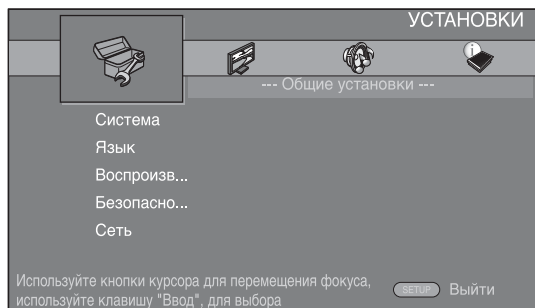 УСТАНОВКИ
--- Общие установки ---
Система
Язык
Воспроизв...
Безопасно...
Сеть
Используйте кнопки курсора для перемещения фокуса,
используйте клавишу "Ввод", для выбора
SETUP Выйти